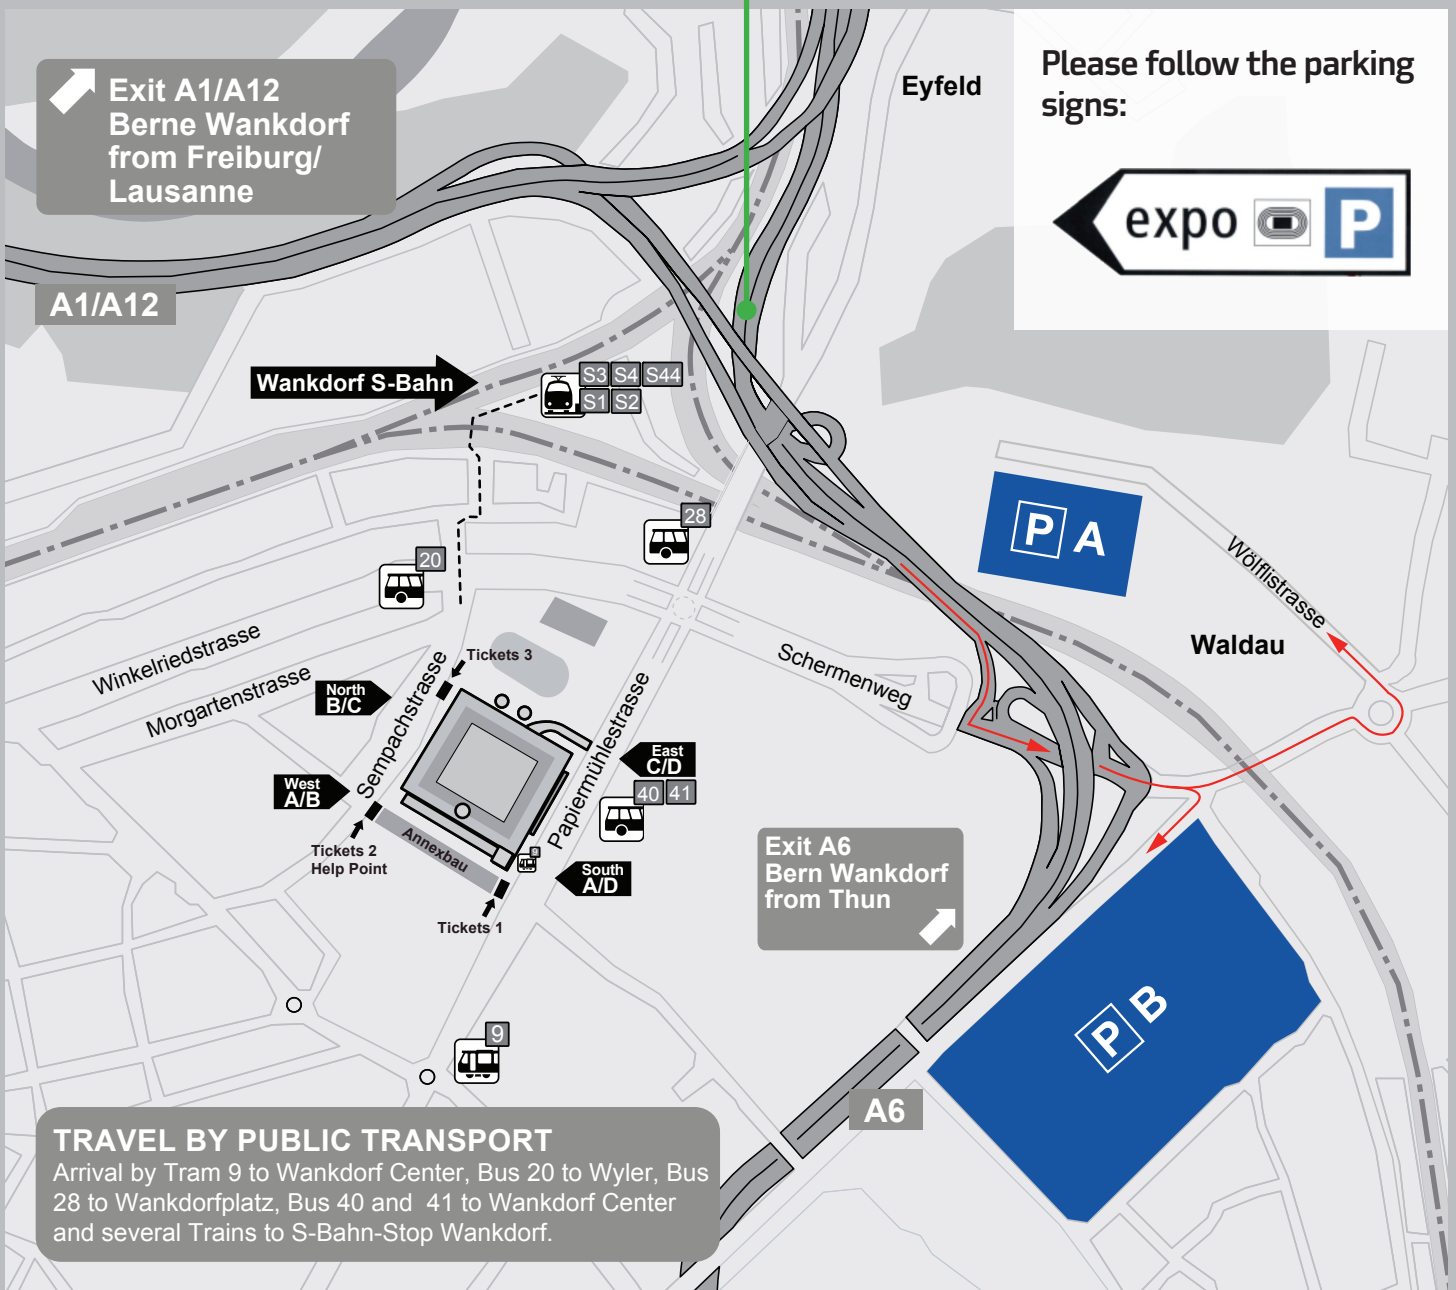 Exit A1/A12
Berne Wankdorf
from Freiburg/
Lausanne
Eyfeld
Please follow the parking
signs:
expo P
A1/A12
Wankdorf S-Bahn
S3 S4 S44
S1 S2
28
20
P A
Wölflistrasse
Waldau
Winkelriedstrasse
Morgartenstrasse
Sempachstrasse
Tickets 3
Schermenweg
North
B/C
Papiermühlestrasse
East
C/D
40 41
West
A/B
Annexbau
Tickets 2
Help Point
9
South
A/D
Tickets 1
Exit A6
Bern Wankdorf
from Thun
P B
9
A6
TRAVEL BY PUBLIC TRANSPORT
Arrival by Tram 9 to Wankdorf Center, Bus 20 to Wyler, Bus
28 to Wankdorfplatz, Bus 40 and 41 to Wankdorf Center
and several Trains to S-Bahn-Stop Wankdorf.